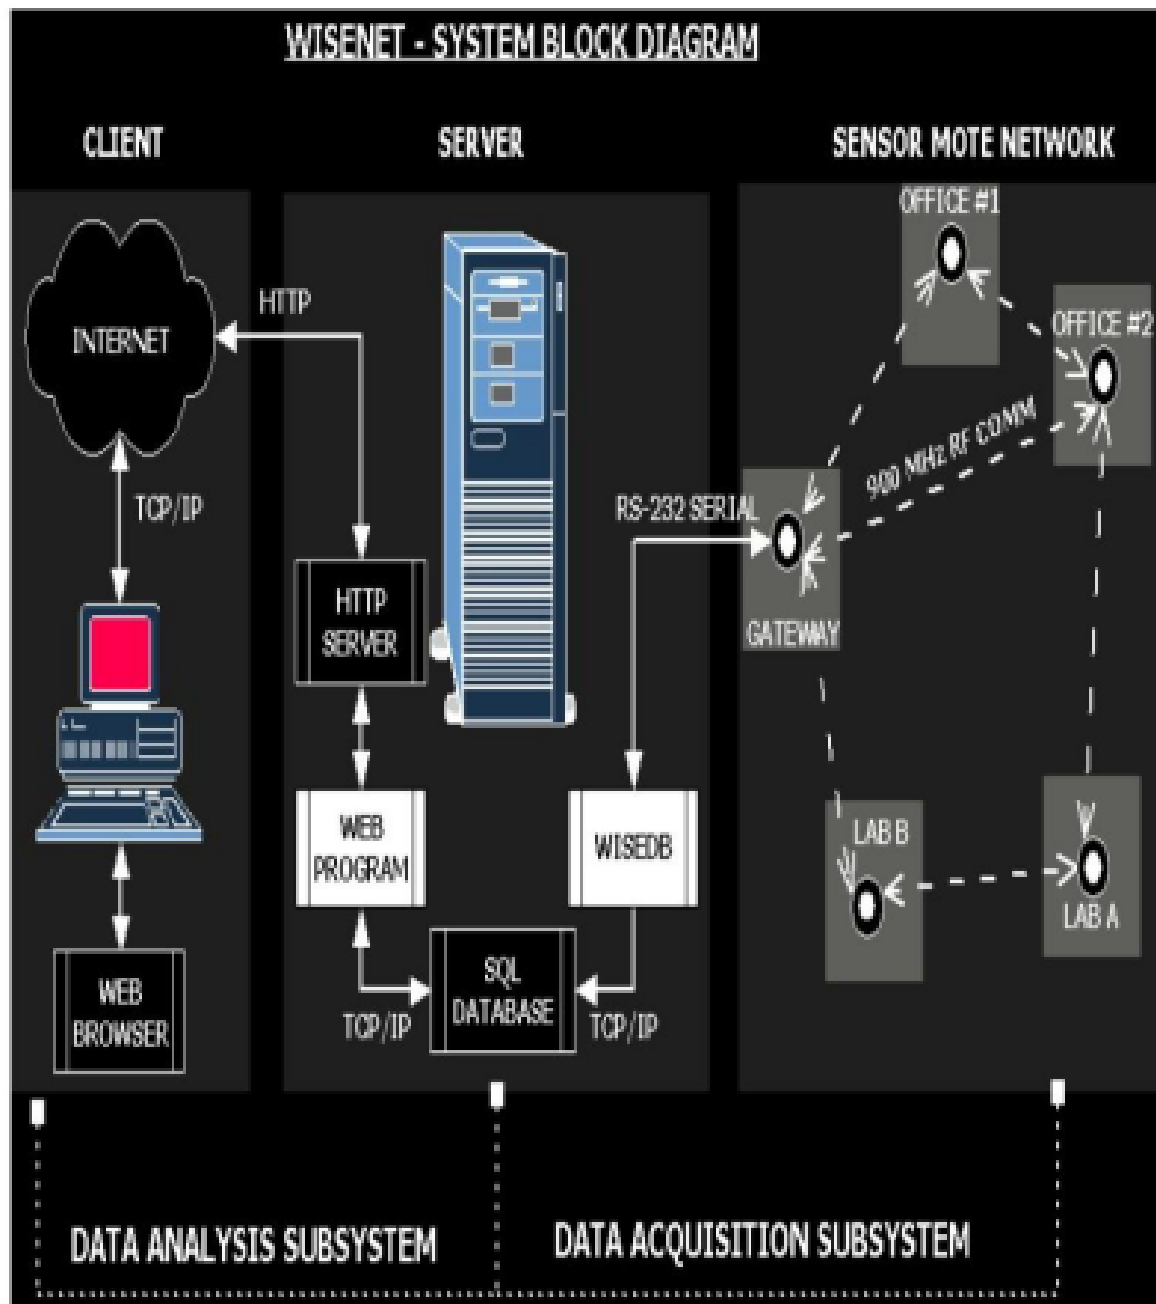 WISENET - SYSTEM BLOCK DIAGRAM
CLIENT
SERVER
SENSOR MOTE NETWORK
INTERNET
HTTP
TCP/IP
WEB
BROWSER
HTTP
SERVER
WEB
PROGRAM
TCP/IP
SQL
DATABASE
TCP/IP
WISEDB
RS-232 SERIAL
OFFICE #1
OFFICE #2
900 MHz RF COMM
GATEWAY
LAB B
LAB A
DATA ANALYSIS SUBSYSTEM
DATA ACQUISITION SUBSYSTEM